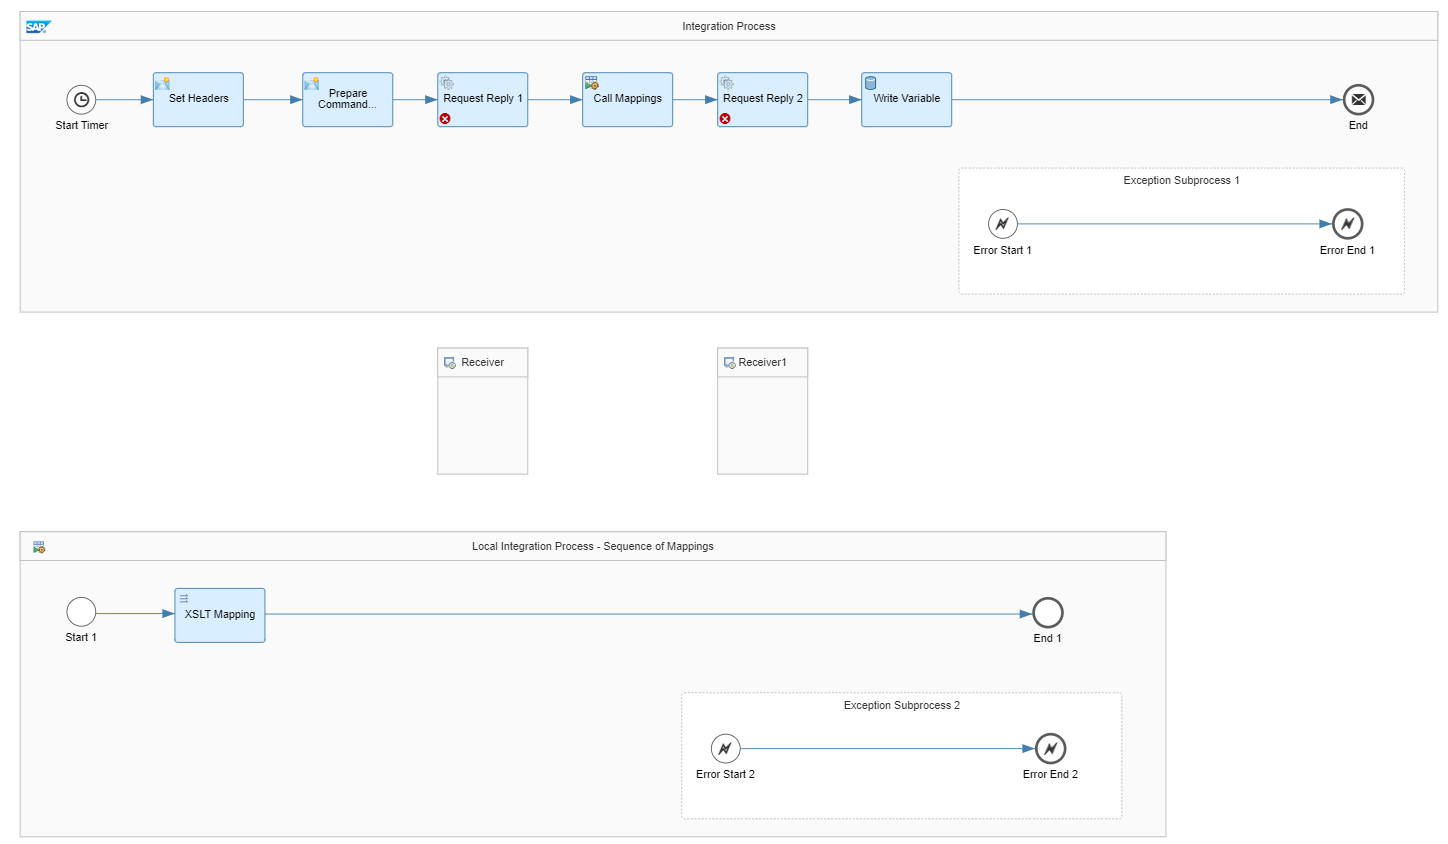 SAP
Integration Process
Start Timer
Set Headers
Prepare
Command...
Request Reply 1
Call Mappings
Request Reply 2
Write Variable
End
Exception Subprocess 1
Error Start 1
Error End 1
Receiver
Receiver1
Local Integration Process - Sequence of Mappings
Start 1
XSLT Mapping
End 1
Exception Subprocess 2
Error Start 2
Error End 2